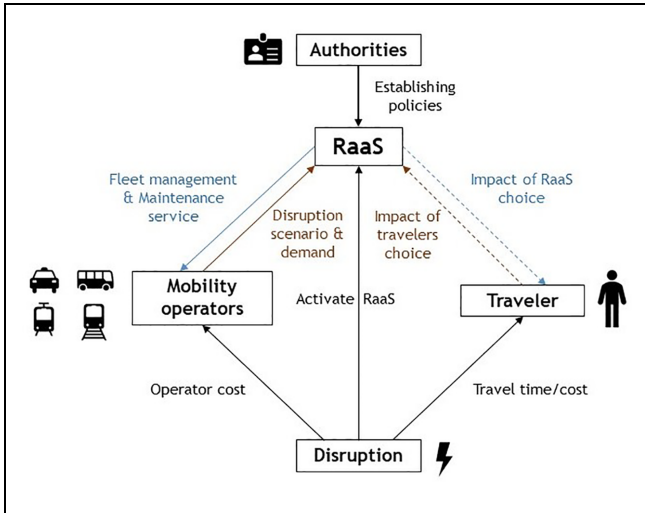 Authorities
Establishing
policies
RaaS
Fleet management
& Maintenance
service
Disruption
scenario &
demand
Impact of
travelers
choice
Impact of RaaS
choice
Mobility
operators
Activate RaaS
Traveler
Operator cost
Travel time/cost
Disruption